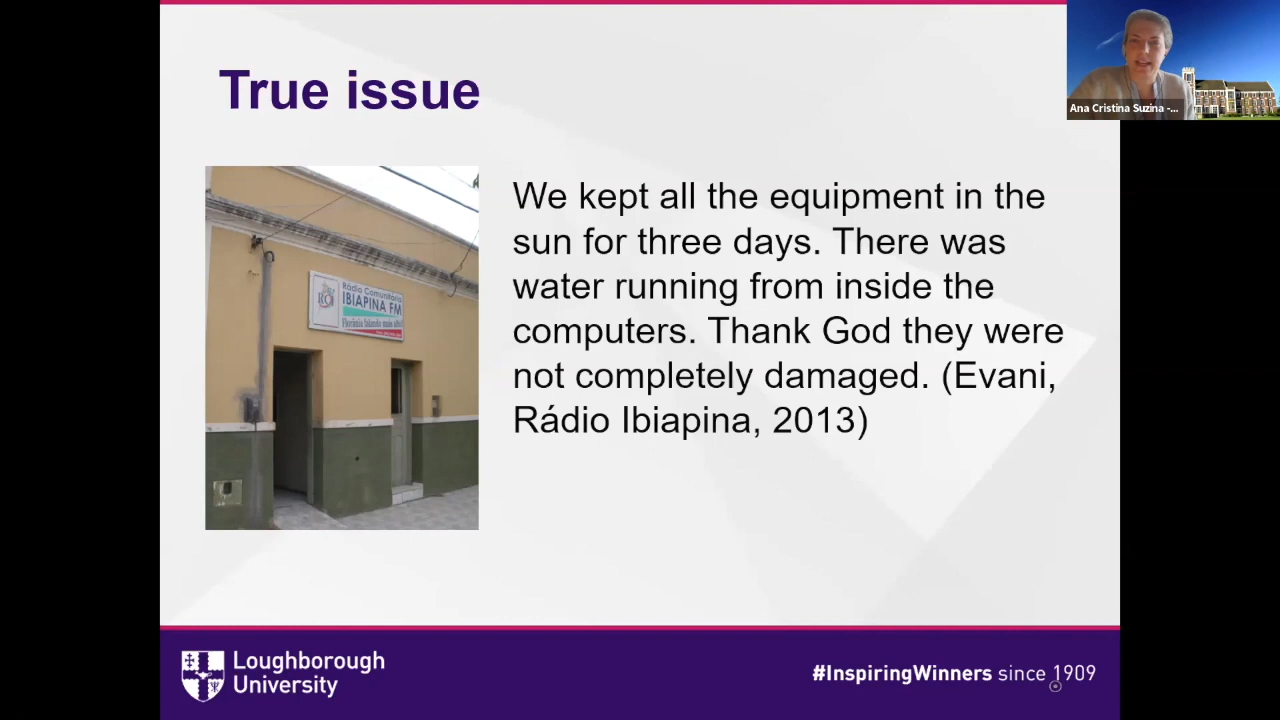 True issue
Ana Cristina Suzina -...
Rádio Comunitária
IBIAPINA FM
We kept all the equipment in the
sun for three days. There was
water running from inside the
computers. Thank God they were
not completely damaged. (Evani,
Rádio Ibiapina, 2013)
Loughborough
University
#InspiringWinners since 1909